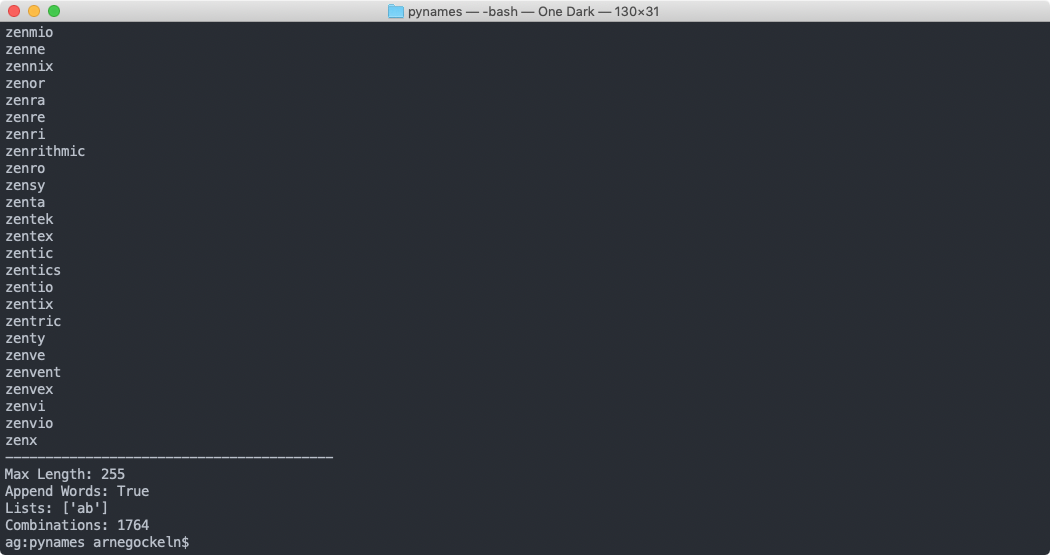 pynames — -bash — One Dark — 130×31
zenmio
zenne
zennix
zenor
zenra
zenre
zenri
zenrithmic
zenro
zensy
zenta
zentek
zentex
zentic
zentics
zentio
zentix
zentric
zenty
zenve
zenvent
zenvex
zenvi
zenvio
zenx
-----------------------------------------
Max Length: 255
Append Words: True
Lists: ['ab']
Combinations: 1764
ag:pynames arnegockeln$